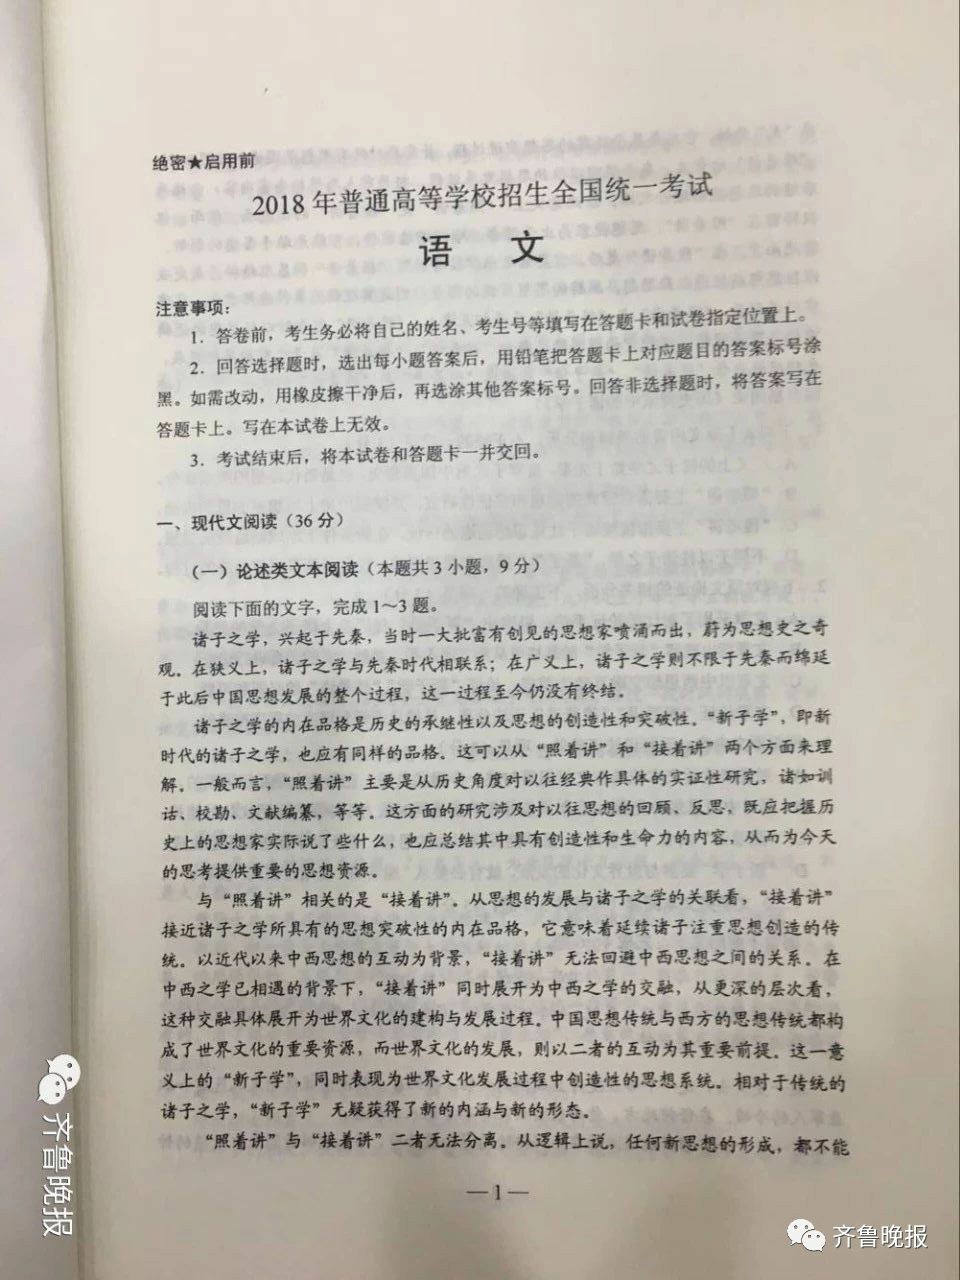 绝密★启用前
2018年普通高等学校招生全国统一考试
语 文
注意事项：
1．答卷前，考生务必将自己的姓名、考生号等填写在答题卡和试卷指定位置上。
2．回答选择题时，选出每小题答案后，用铅笔把答题卡上对应题目的答案标号涂
黑。如需改动，用橡皮擦干净后，再选涂其他答案标号。回答非选择题时，将答案写在
答题卡上。写在本试卷上无效。
3．考试结束后，将本试卷和答题卡一并交回。
一、现代文阅读（36分）
（一）论述类文本阅读（本题共3小题，9分）
阅读下面的文字，完成1～3题。
诸子之学，兴起于先秦，当时一大批富有创见的思想家喷涌而出，蔚为思想史之奇
观。在狭义上，诸子之学与先秦时代相联系；在广义上，诸子之学则不限于先秦而绵延
于此后中国思想发展的整个过程，这一过程至今仍没有终结。
诸子之学的内在品格是历史的承继性以及思想的创造性和突破性。“新子学”，即新
时代的诸子之学，也应有同样的品格。这可以从“照着讲”和“接着讲”两个方面来理
解。一般而言，“照着讲”主要是从历史角度对以往经典作具体的实证性研究，诸如训
诂、校勘、文献编纂，等等。这方面的研究涉及对以往思想的回顾、反思，既应把握历
史上的思想家实际说了些什么，也应总结其中具有创造性和生命力的内容，从而为今天
的思考提供重要的思想资源。
与“照着讲”相关的是“接着讲”。从思想的发展与诸子之学的关联看，“接着讲”
接近诸子之学所具有的思想突破性的内在品格，它意味着延续诸子注重思想创造的传
统。以近代以来中西思想的互动为背景，“接着讲”无法回避中西思想之间的关系。在
中西之学已相遇的背景下，“接着讲”同时展开为中西之学的交融，从更深的层次看，
这种交融具体展开为世界文化的建构与发展过程。中国思想传统与西方的思想传统都构
成了世界文化的重要资源，而世界文化的发展，则以二者的互动为其重要前提。这一意
义上的“新子学”，同时表现为世界文化发展过程中创造性的思想系统。相对于传统的
诸子之学，“新子学”无疑获得了新的内涵与新的形态。
“照着讲”与“接着讲”二者无法分离。从逻辑上说，任何新思想的形成，都不能
—1—
齐鲁晚报
齐鲁晚报